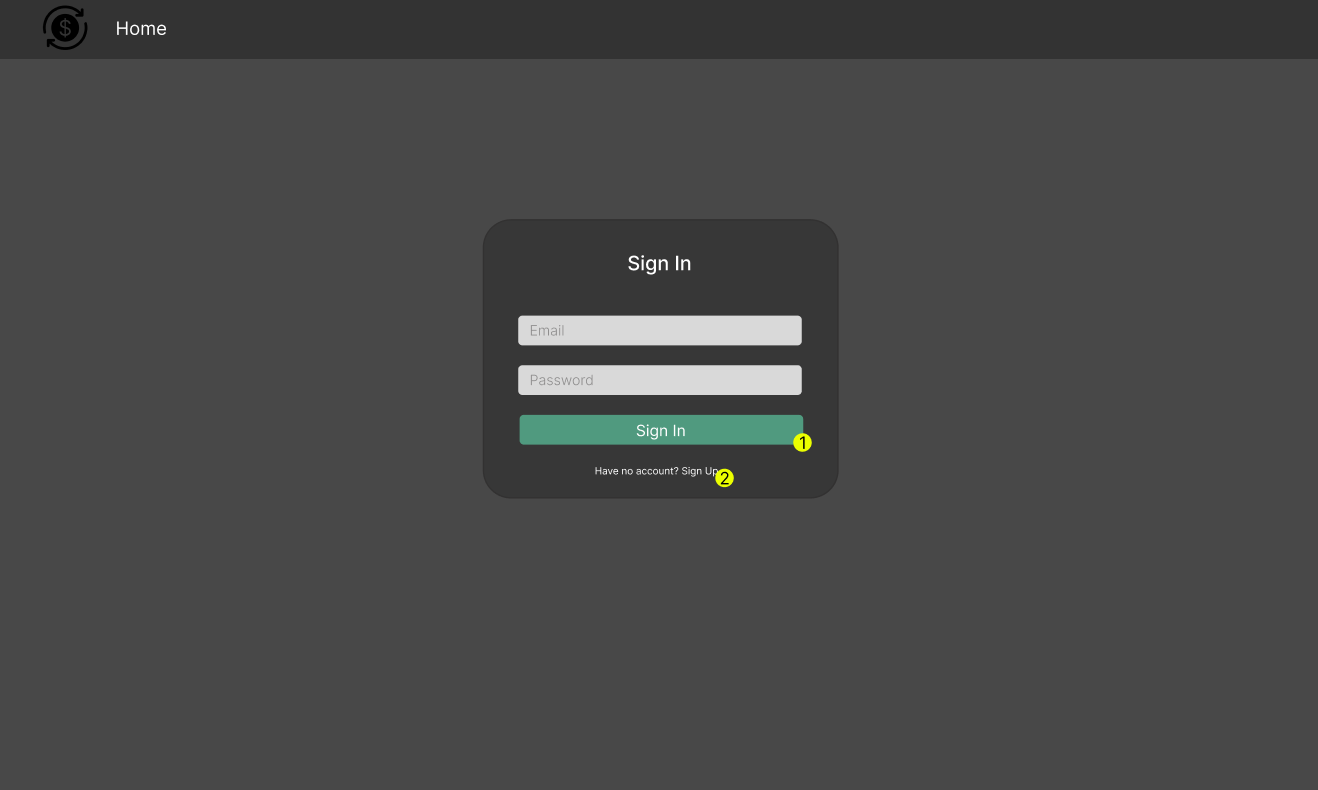 $
Home
Sign In
Email
Password
Sign In
1
Have no account? Sign Up
2